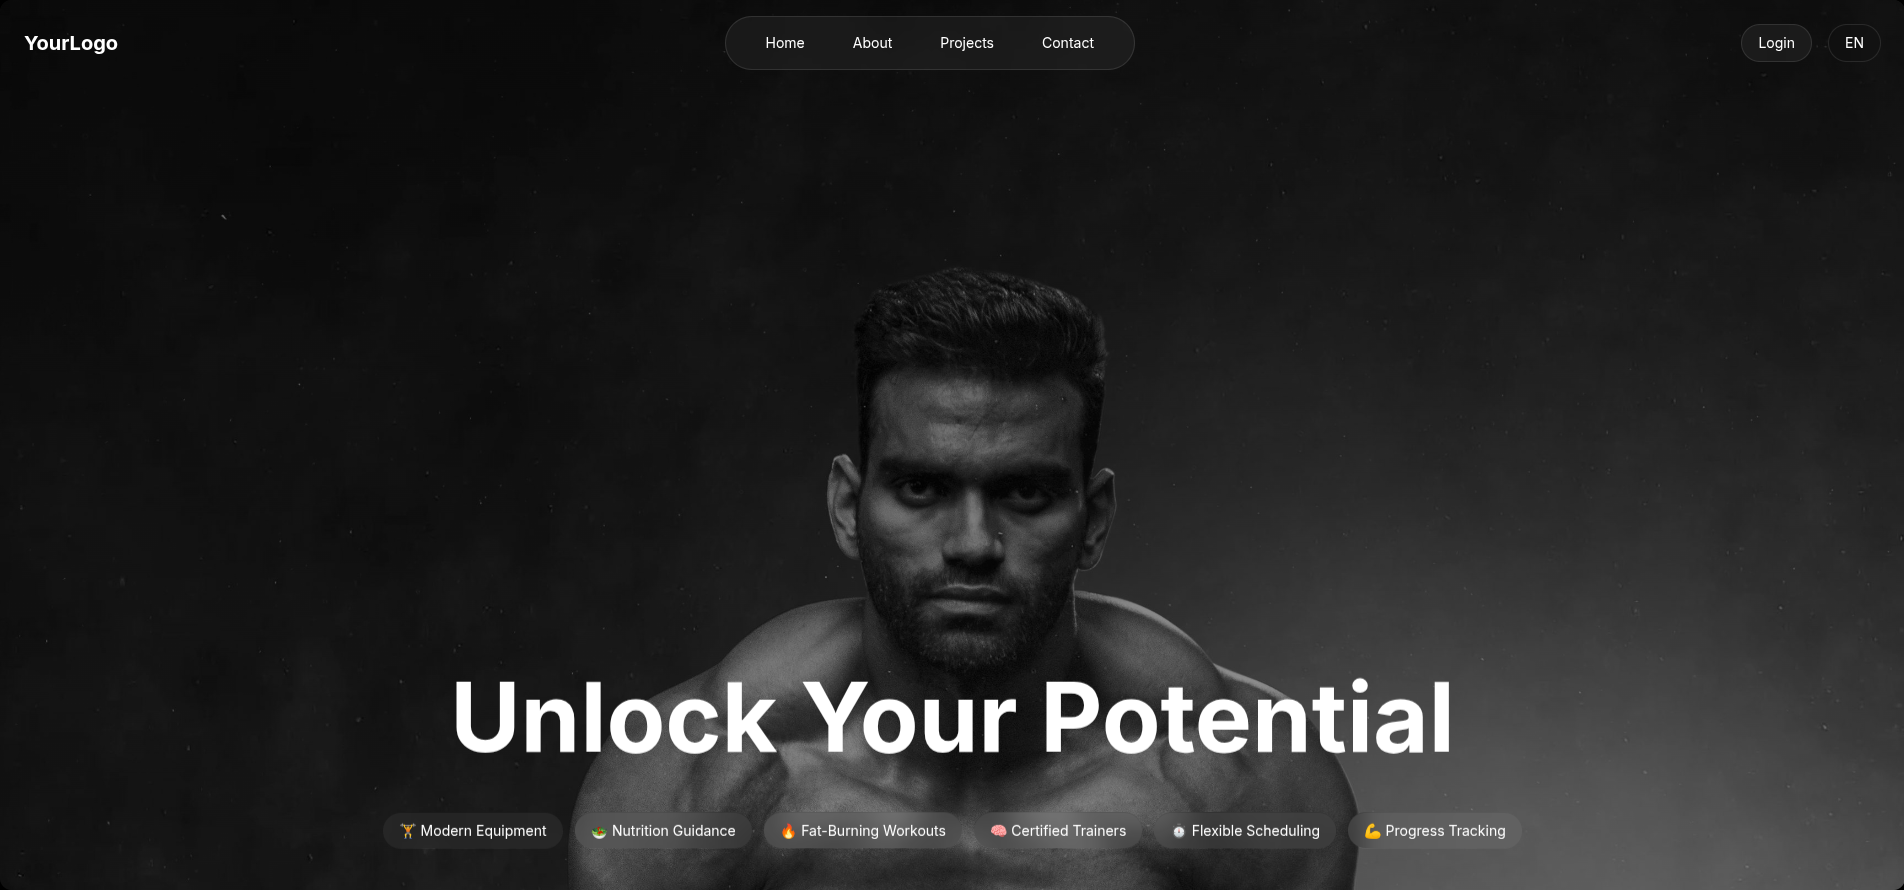 YourLogo
Home About Projects Contact
Login EN
Unlock Your Potential
🏋️ Modern Equipment 🥗 Nutrition Guidance 🔥 Fat-Burning Workouts 🧠 Certified Trainers ⏱️ Flexible Scheduling 💪 Progress Tracking